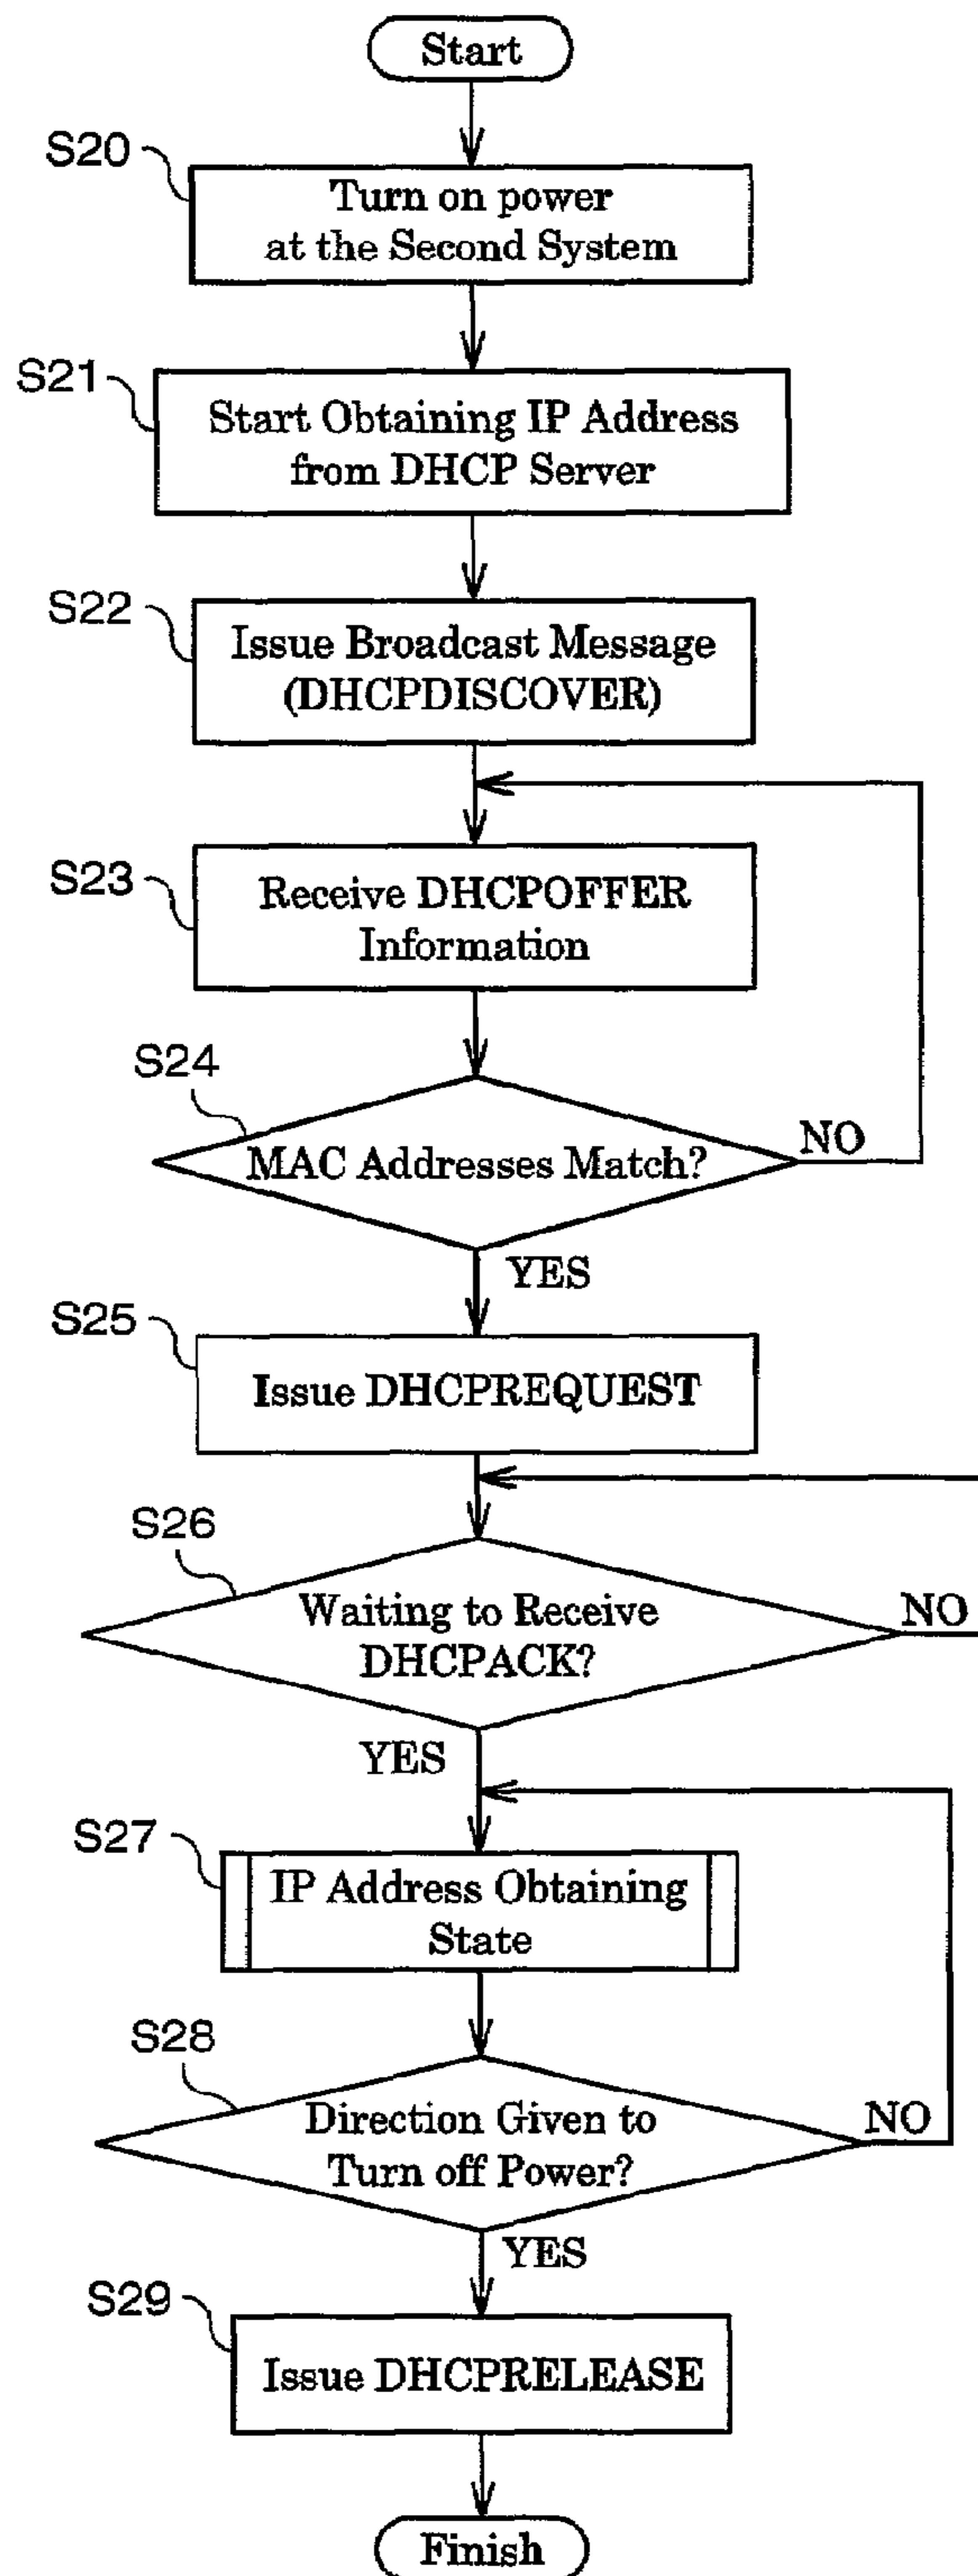 Start
S20
Turn on power
at the Second System
S21
Start Obtaining IP Address
from DHCP Server
S22
Issue Broadcast Message
(DHCPDISCOVER)
S23
Receive DHCPOFFER
Information
S24
MAC Addresses Match?
NO
YES
S25
Issue DHCPREQUEST
S26
Waiting to Receive
DHCPACK?
NO
YES
S27
IP Address Obtaining
State
S28
Direction Given to
Turn off Power?
NO
YES
S29
Issue DHCPRELEASE
Finish